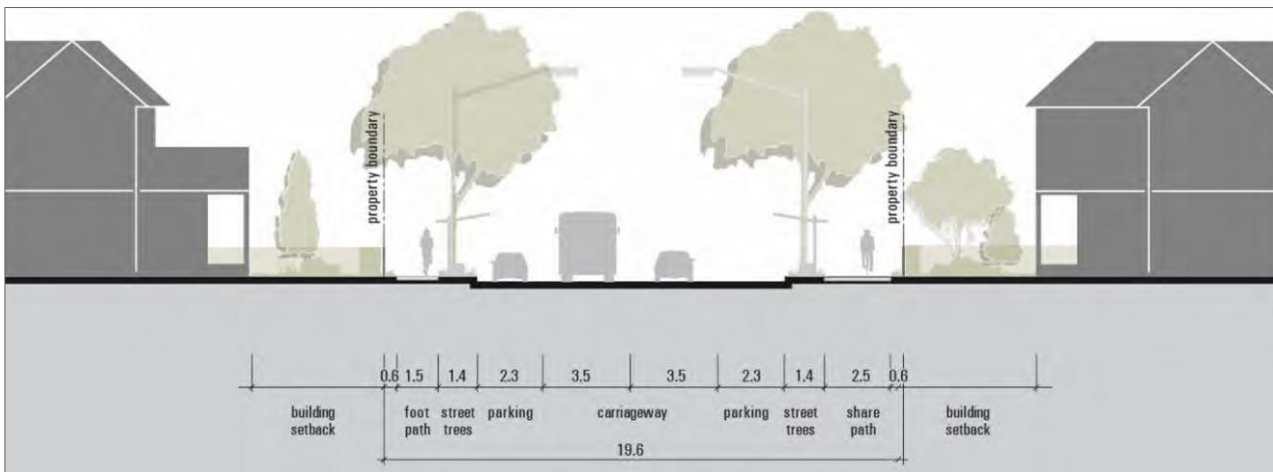 property boundary
property boundary
0.6 1.5 1.4 2.3 3.5 3.5 2.3 1.4 2.5 0.6
building setback
foot path
street trees
parking
carriageway
parking
street trees
share path
building setback
19.6